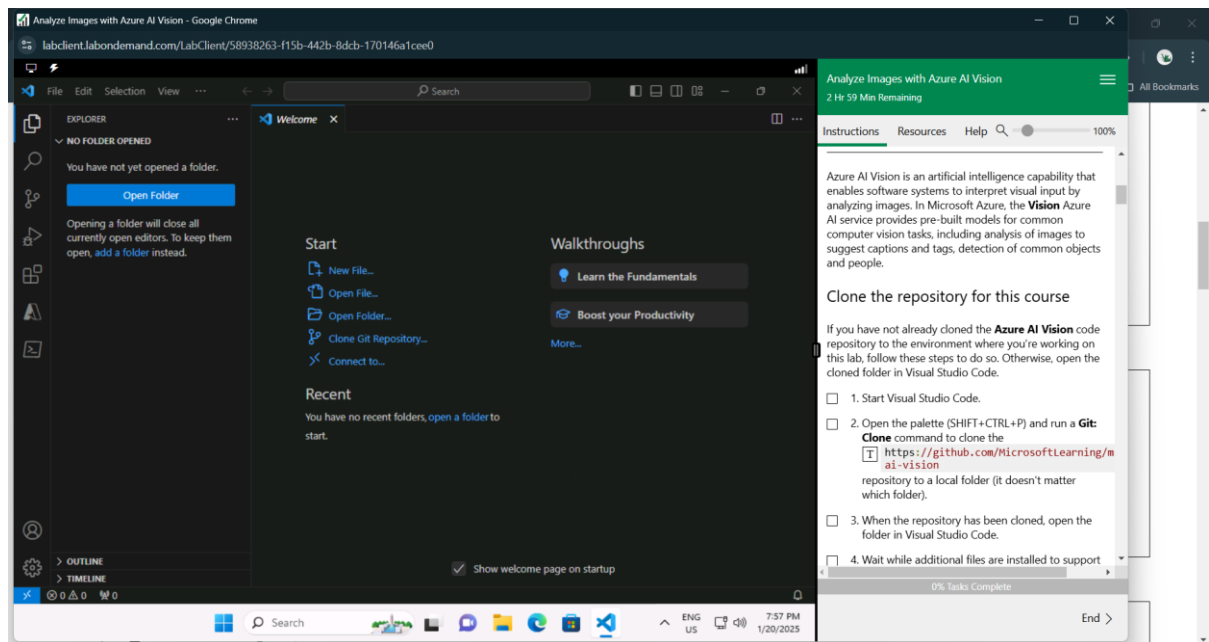 Analyze Images with Azure AI Vision - Google Chrome
labclient.labondemand.com/LabClient/58938263-f15b-442b-8dcb-170146a1cee0
All Bookmarks
File Edit Selection View ··· Search
EXPLORER ···
NO FOLDER OPENED
You have not yet opened a folder.
Open Folder
Opening a folder will close all
currently open editors. To keep them
open, add a folder instead.
OUTLINE
TIMELINE
Welcome
Start
New File...
Open File...
Open Folder...
Clone Git Repository...
Connect to...
Recent
You have no recent folders, open a folder to
start.
Walkthroughs
Learn the Fundamentals
Boost your Productivity
More...
Show welcome page on startup
0 0 0
Search
ENG
US
7:57 PM
1/20/2025
Analyze Images with Azure AI Vision
2 Hr 59 Min Remaining
Instructions Resources Help 100%
Azure AI Vision is an artificial intelligence capability that
enables software systems to interpret visual input by
analyzing images. In Microsoft Azure, the Vision Azure
AI service provides pre-built models for common
computer vision tasks, including analysis of images to
suggest captions and tags, detection of common objects
and people.
Clone the repository for this course
If you have not already cloned the Azure AI Vision code
repository to the environment where you're working on
this lab, follow these steps to do so. Otherwise, open the
cloned folder in Visual Studio Code.
1. Start Visual Studio Code.
2. Open the palette (SHIFT+CTRL+P) and run a Git:
Clone command to clone the
T https://github.com/MicrosoftLearning/m
ai-vision
repository to a local folder (it doesn't matter
which folder).
3. When the repository has been cloned, open the
folder in Visual Studio Code.
4. Wait while additional files are installed to support
0% Tasks Complete
End >